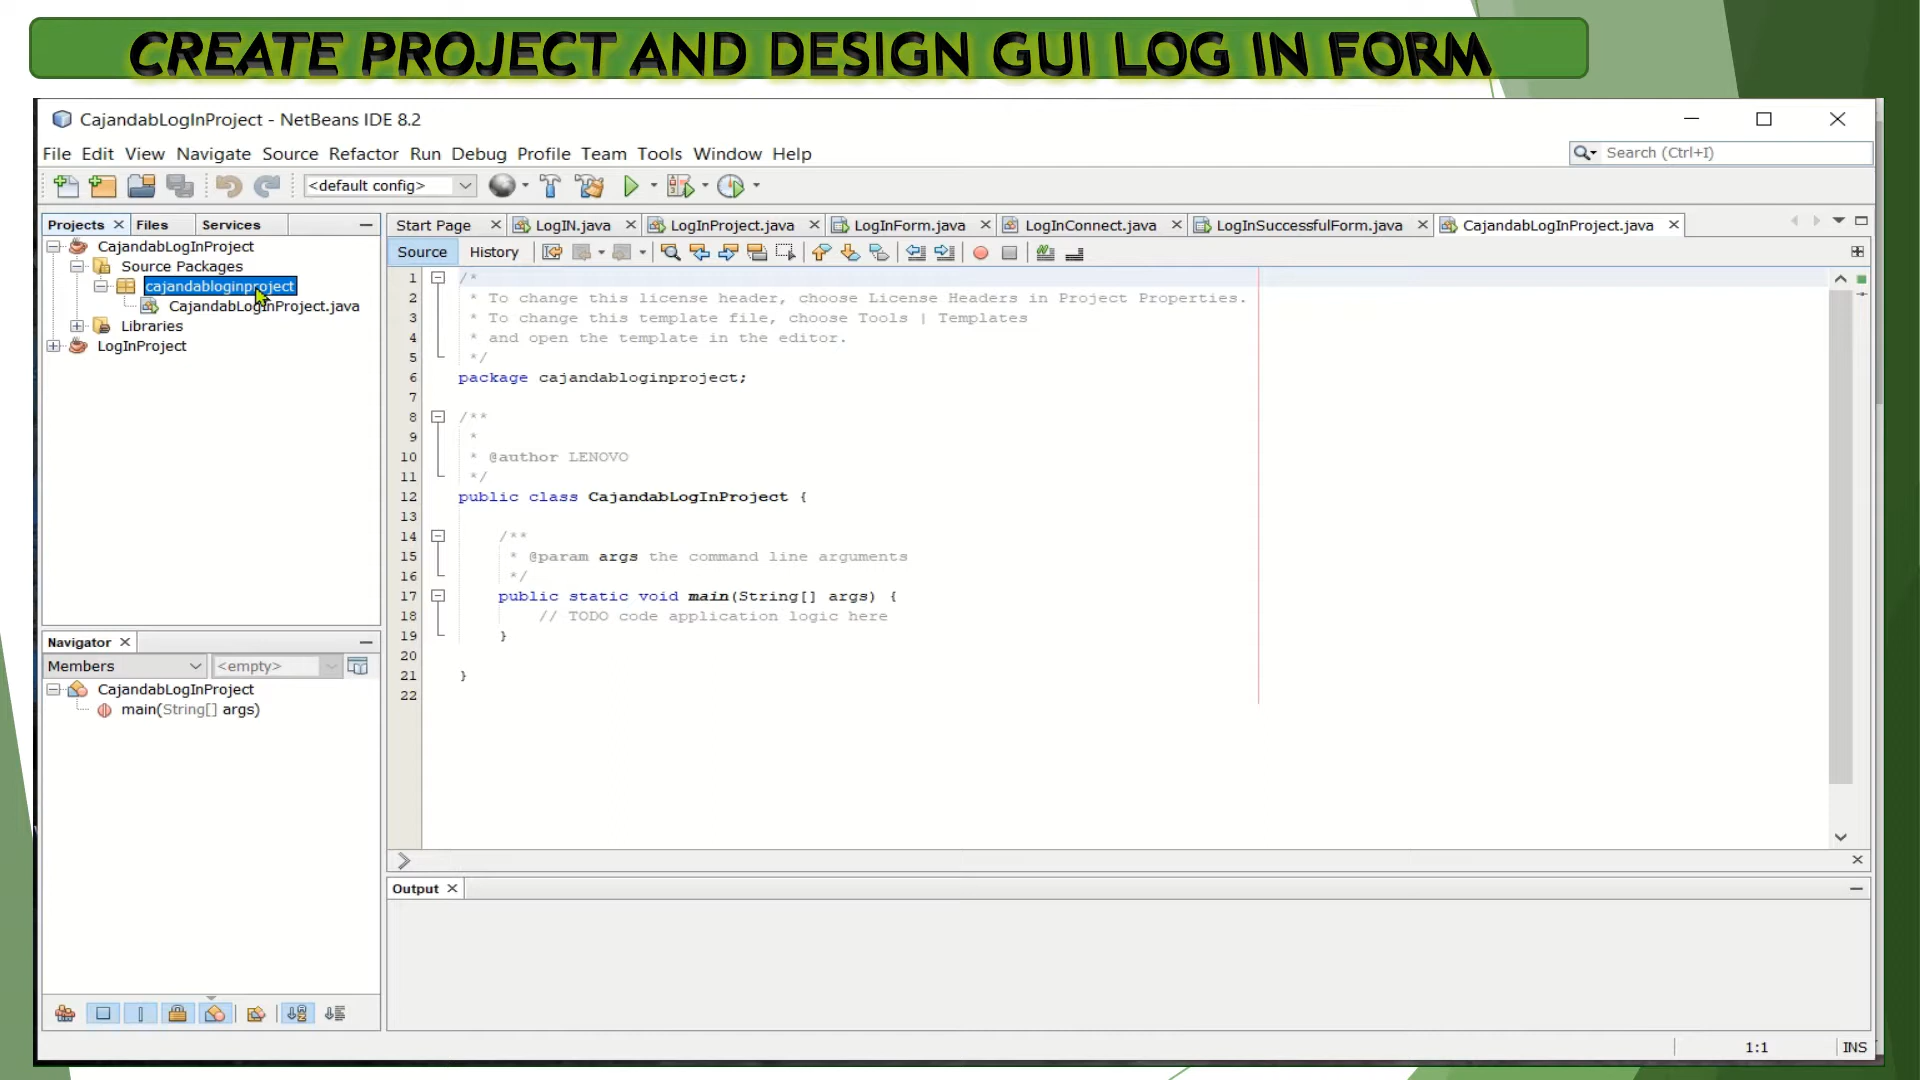 CREATE PROJECT AND DESIGN GUI LOG IN FORM
CajandabLogInProject - NetBeans IDE 8.2
File Edit View Navigate Source Refactor Run Debug Profile Team Tools Window Help
Search (Ctrl+I)
<default config>
Projects Files Services
CajandabLogInProject
Source Packages
cajandabloginproject
CajandabLogInProject.java
Libraries
LogInProject
Start Page LogIN.java LogInProject.java LogInForm.java LogInConnect.java LogInSuccessfulForm.java CajandabLogInProject.java
Source History
1 /*
2 * To change this license header, choose License Headers in Project Properties.
3 * To change this template file, choose Tools | Templates
4 * and open the template in the editor.
5 */
6 package cajandabloginproject;
7
8 /**
9 *
10 * @author LENOVO
11 */
12 public class CajandabLogInProject {
13
14 /**
15 * @param args the command line arguments
16 */
17 public static void main(String[] args) {
18 // TODO code application logic here
19 }
20
21 }
22
Navigator
Members <empty>
CajandabLogInProject
main(String[] args)
Output
1:1 INS